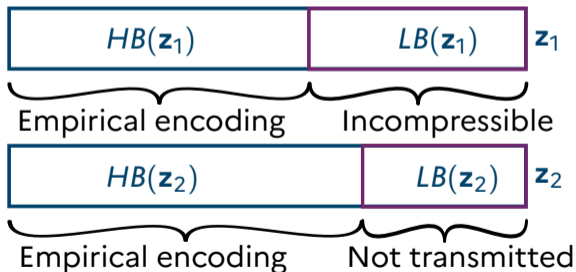 HB(z₁) LB(z₁) z₁
Empirical encoding Incompressible
HB(z₂) LB(z₂) z₂
Empirical encoding Not transmitted